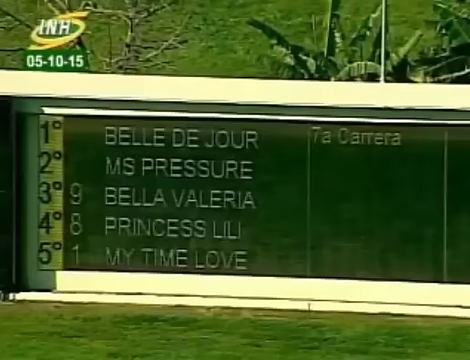 INH
05-10-15
1° BELLE DE JOUR 7a Carrera
2° MS PRESSURE
3° 9 BELLA VALERIA
4° 8 PRINCESS LILI
5° 1 MY TIME LOVE